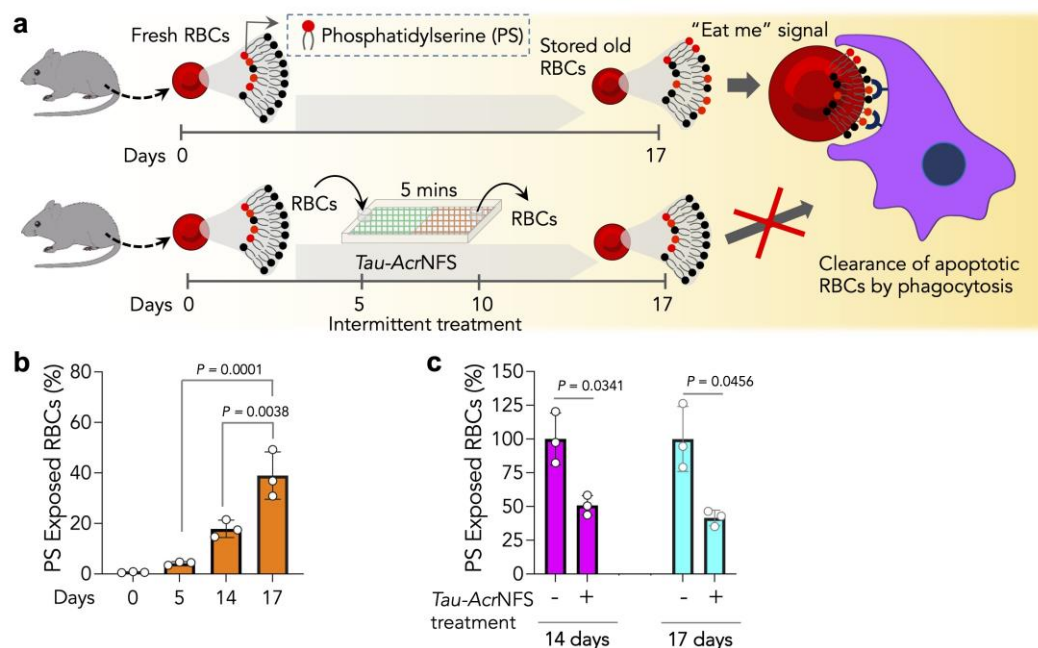 a
Fresh RBCs
Phosphatidylserine (PS)
Stored old
RBCs
"Eat me" signal
Days
0
17
RBCs
5 mins
RBCs
Tau-AcrNFS
Clearance of apoptotic
RBCs by phagocytosis
Days
0
5
10
17
Intermittent treatment
b
PS Exposed RBCs (%)
80
60
40
20
0
P = 0.0001
P = 0.0038
Days
0
5
14
17
c
PS Exposed RBCs (%)
150
125
100
75
50
25
0
P = 0.0341
P = 0.0456
Tau-AcrNFS
treatment
- + - +
14 days
17 days